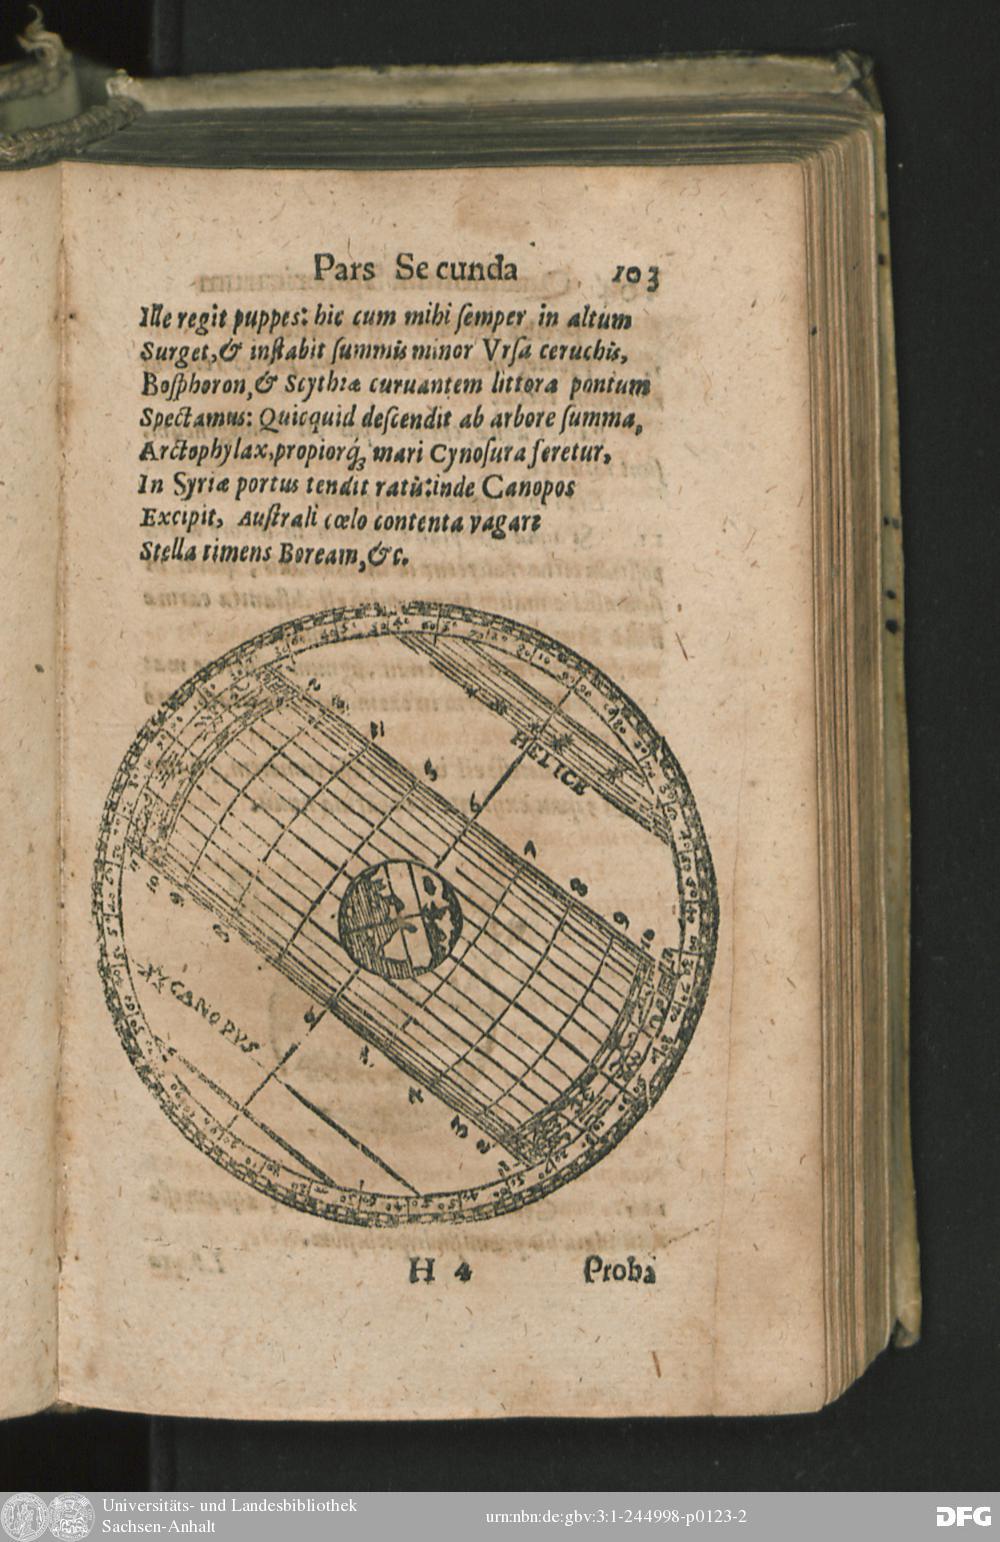 Pars Secunda 103
Ille regit puppes: hic cum mihi ſemper in altum
Surget, & inſtabit ſummis minor Vrſa ceruchis,
Boſphoron, & Scythiæ curuantem littora pontum
Spectamus: Quicquid deſcendit ab arbore ſumma,
Arctophylax, propiorq́ꝫ mari Cynoſura feretur,
In Syriæ portus tendit ratis: inde Canopos
Excipit, Auſtrali cœlo contenta vagari
Stella timens Boream, &c.
HELICE
CANOPVS
H 4 Proba
Universitäts- und Landesbibliothek
Sachsen-Anhalt
urn:nbn:de:gbv:3:1-244998-p0123-2
DFG